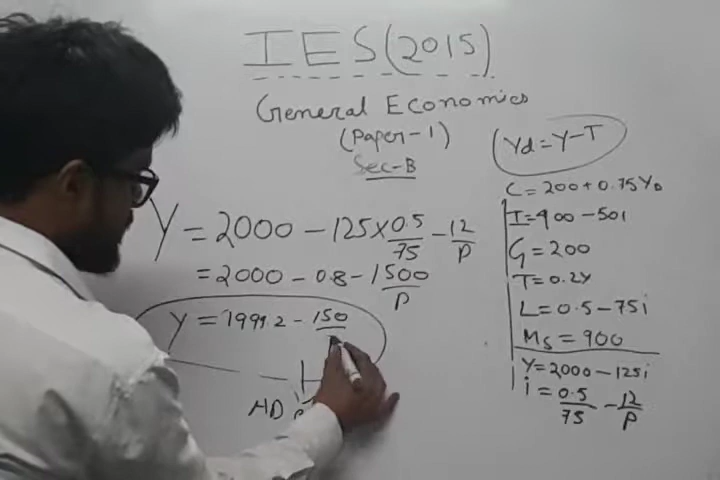 IES(2015)
General Economics
(Paper-1)
Sec-B
Y = 2000 - 125 × 0.5/75 - 12/P
= 2000 - 0.8 - 1500/P
Y = 1999.2 - 150
AD
Yd = Y - T
C = 200 + 0.75 YD
I = 900 - 50i
G = 200
T = 0.2Y
L = 0.5 - 75i
Ms = 900
Y = 2000 - 125i
i = 0.5/75 - 12/P